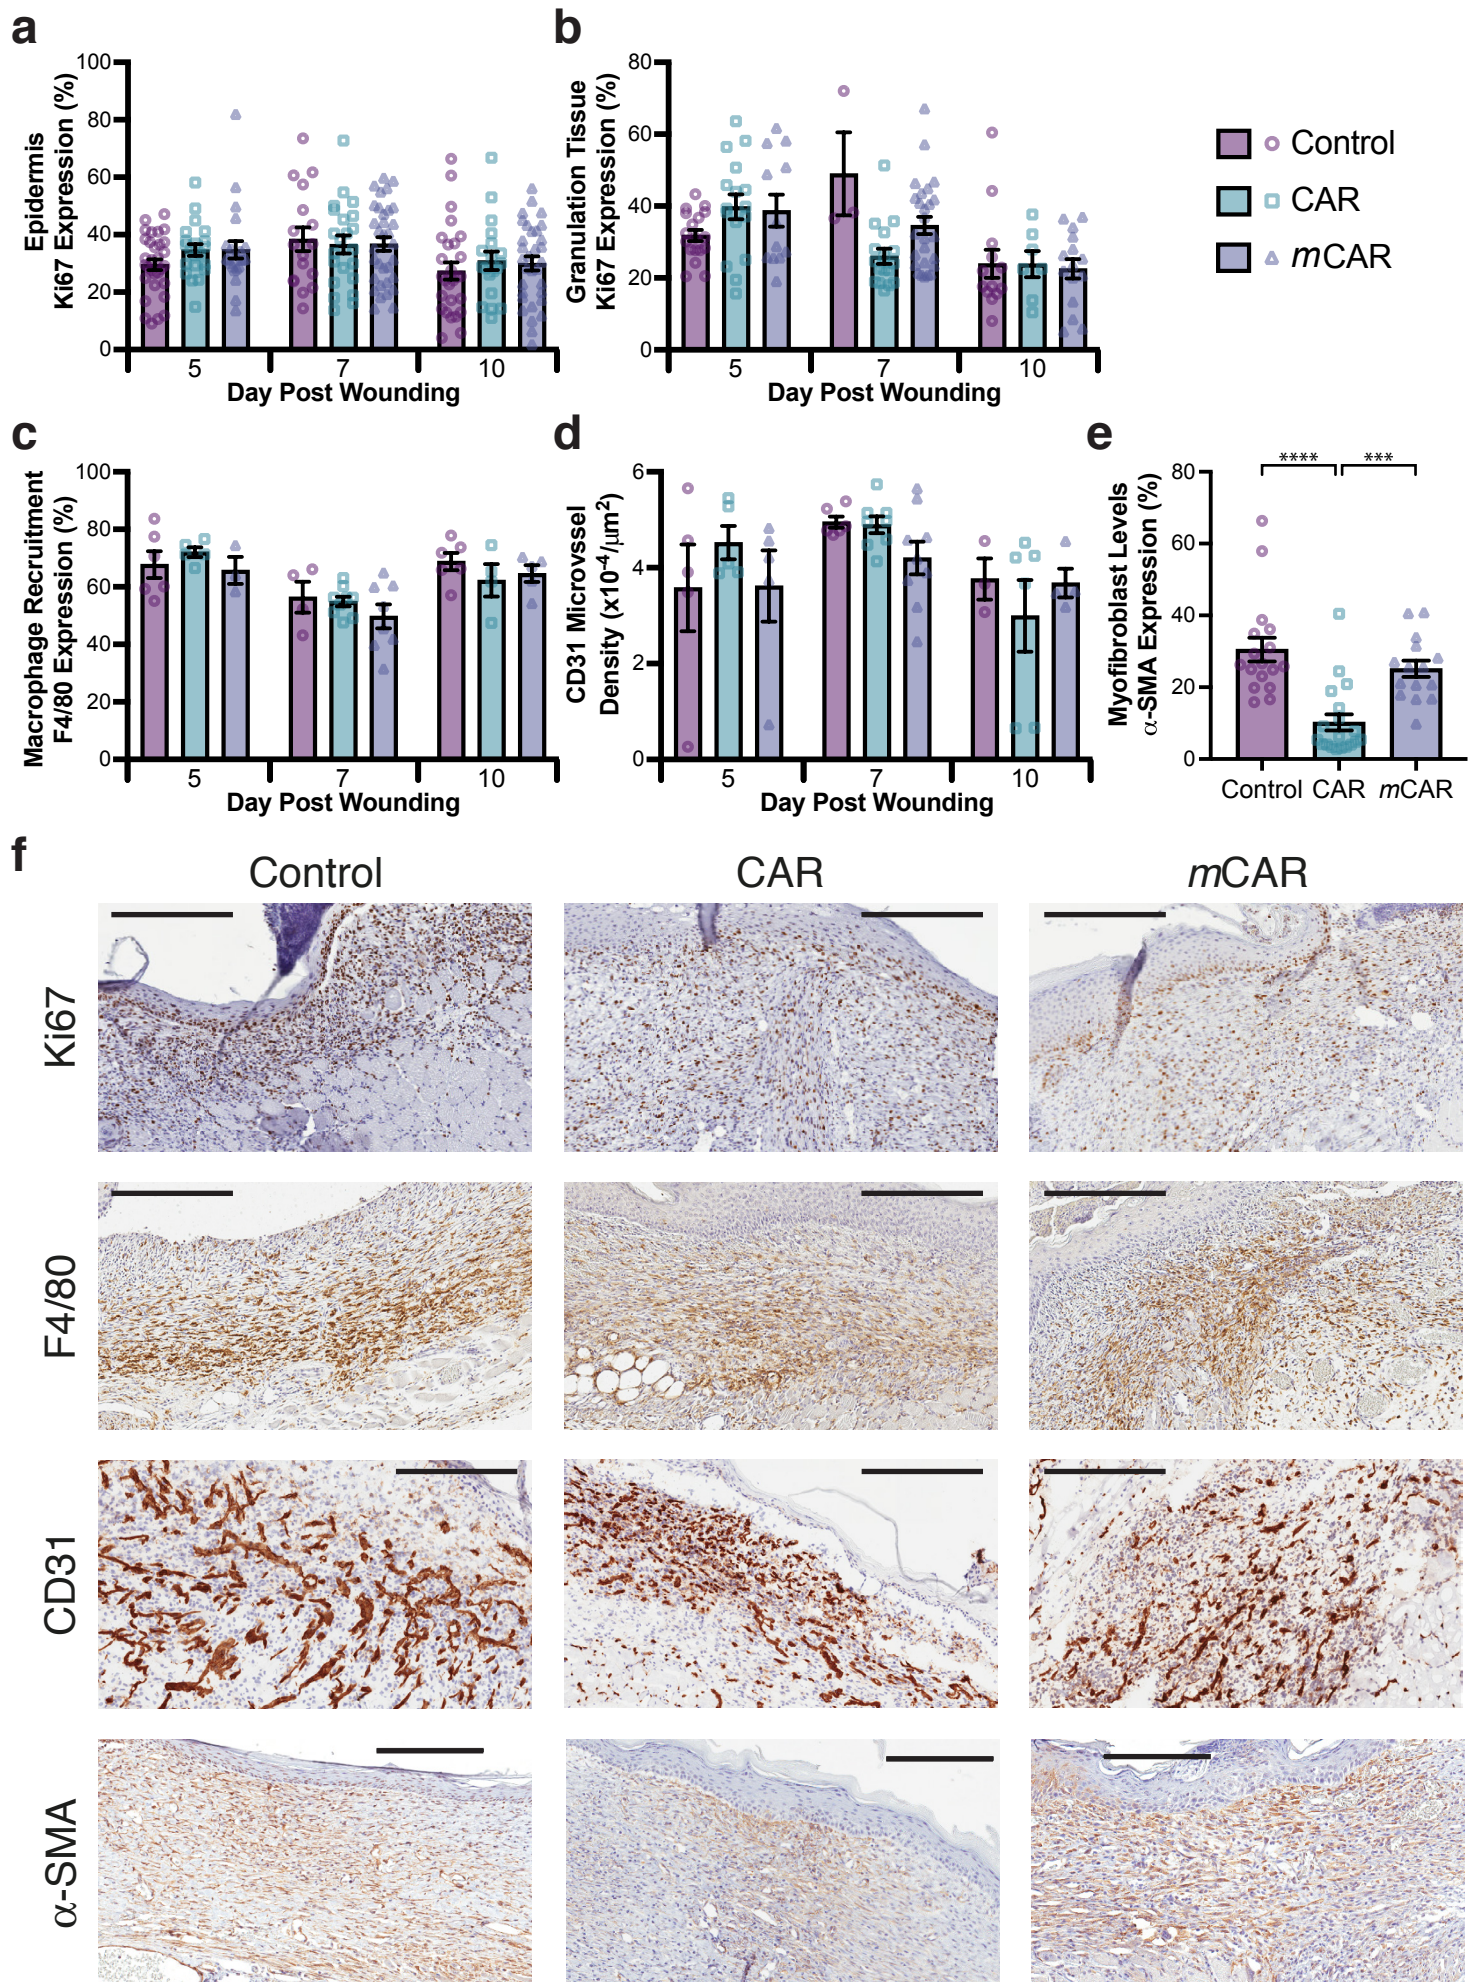 a
Epidermis
Ki67 Expression (%)
100
80
60
40
20
0
5
7
10
Day Post Wounding
b
Granulation Tissue
Ki67 Expression (%)
80
60
40
20
0
5
7
10
Day Post Wounding
Control
CAR
mCAR
c
Macrophage Recruitment
F4/80 Expression (%)
100
80
60
40
20
0
5
7
10
Day Post Wounding
d
CD31 Microvssel
Density (x10⁻⁴/µm²)
6
4
2
0
5
7
10
Day Post Wounding
e
Myofibroblast Levels
α-SMA Expression (%)
80
60
40
20
0
****
***
Control CAR mCAR
f
Control CAR mCAR
Ki67
F4/80
CD31
α-SMA